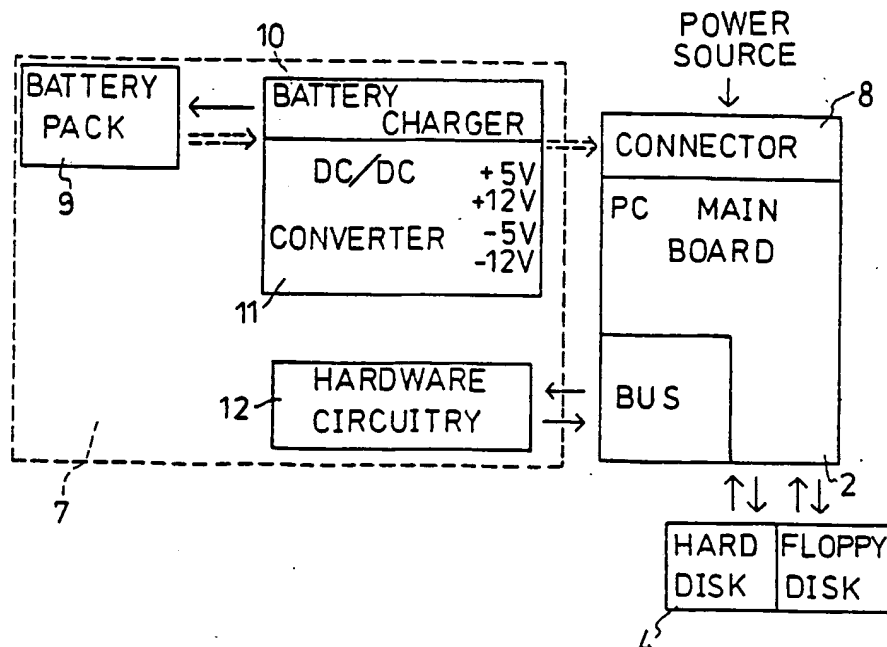 10
POWER
SOURCE
BATTERY
PACK
9
BATTERY
CHARGER
DC/DC
CONVERTER
+5V
+12V
-5V
-12V
11
8
CONNECTOR
PC MAIN
BOARD
BUS
2
12
HARDWARE
CIRCUITRY
7
HARD
DISK
FLOPPY
DISK
4